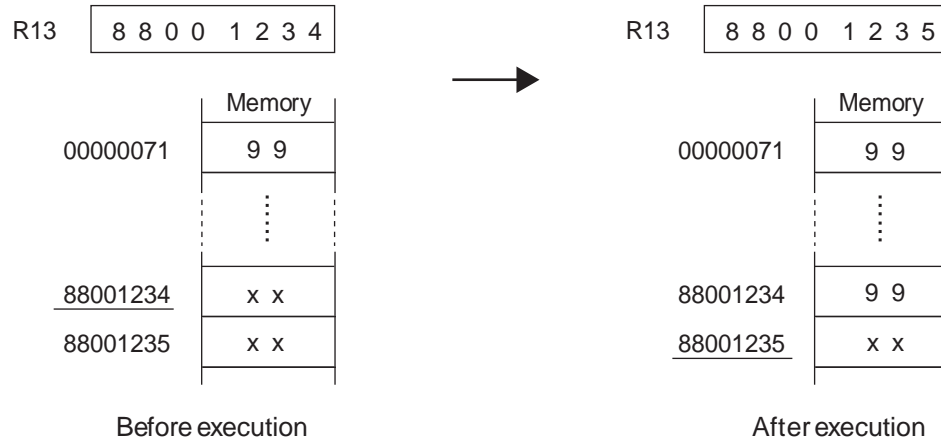 R13 8 8 0 0 1 2 3 4 R13 8 8 0 0 1 2 3 5
Memory Memory
00000071 9 9 00000071 9 9
88001234 x x 88001234 9 9
88001235 x x 88001235 x x
Before execution After execution